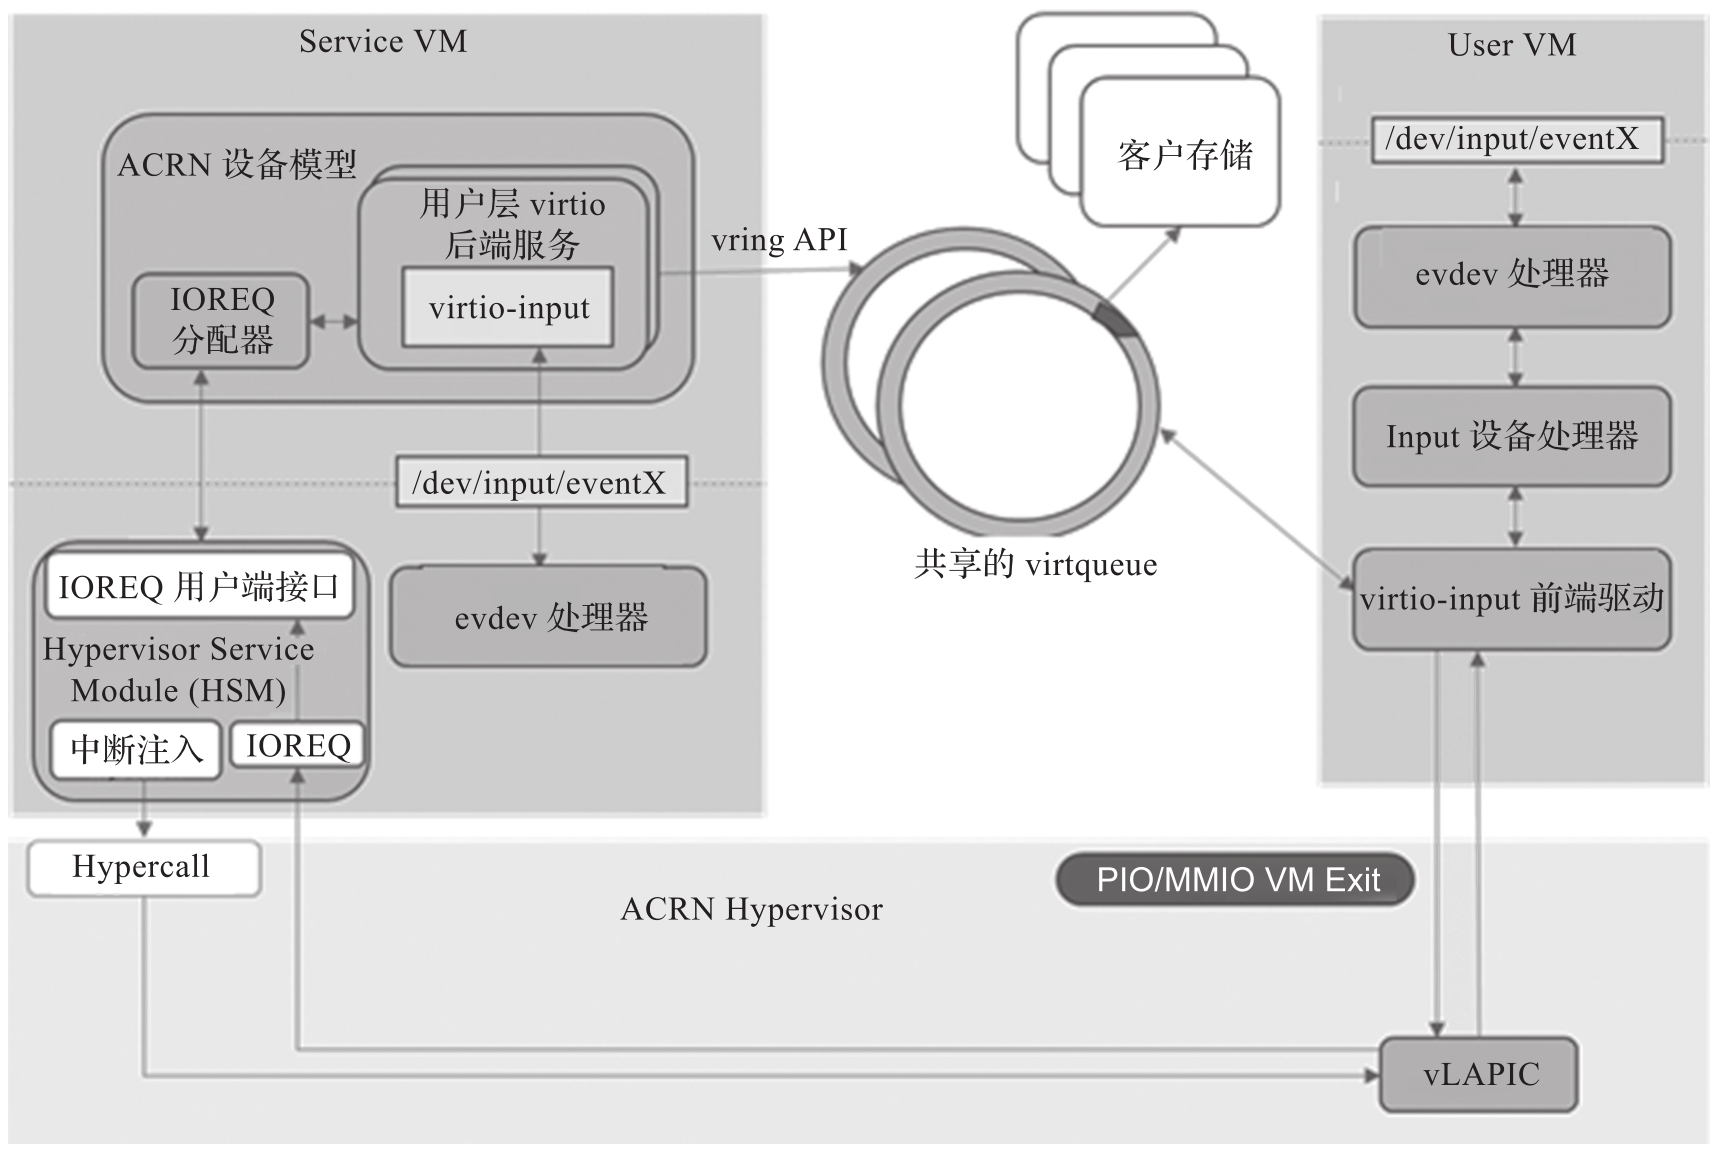 Service VM
ACRN 设备模型
用户层 virtio
后端服务
virtio-input
IOREQ
分配器
/dev/input/eventX
IOREQ 用户端接口
Hypervisor Service
Module (HSM)
中断注入
IOREQ
evdev 处理器
vring API
客户存储
共享的 virtqueue
User VM
/dev/input/eventX
evdev 处理器
Input 设备处理器
virtio-input 前端驱动
Hypercall
ACRN Hypervisor
PIO/MMIO VM Exit
vLAPIC